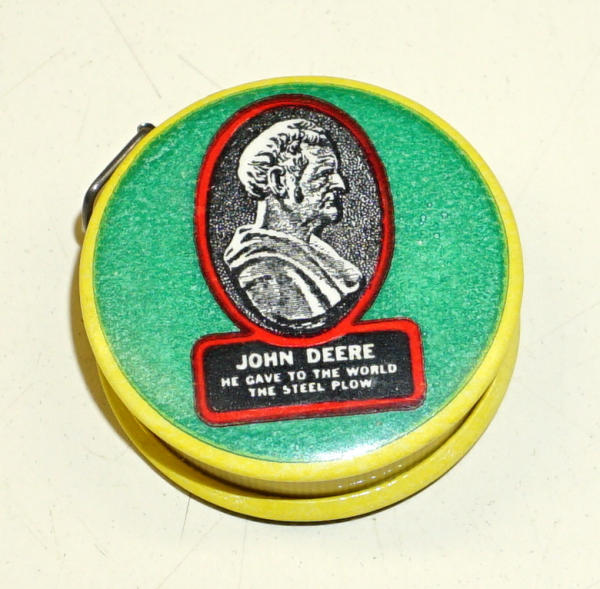 JOHN DEERE
HE GAVE TO THE WORLD
THE STEEL PLOW